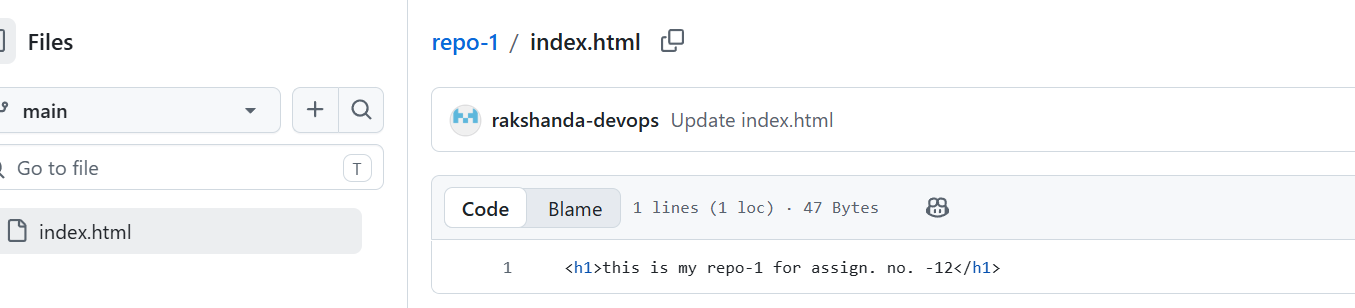 Files
main
Go to file
T
index.html
repo-1 / index.html
rakshanda-devops Update index.html
Code Blame 1 lines (1 loc) · 47 Bytes
1 <h1>this is my repo-1 for assign. no. -12</h1>